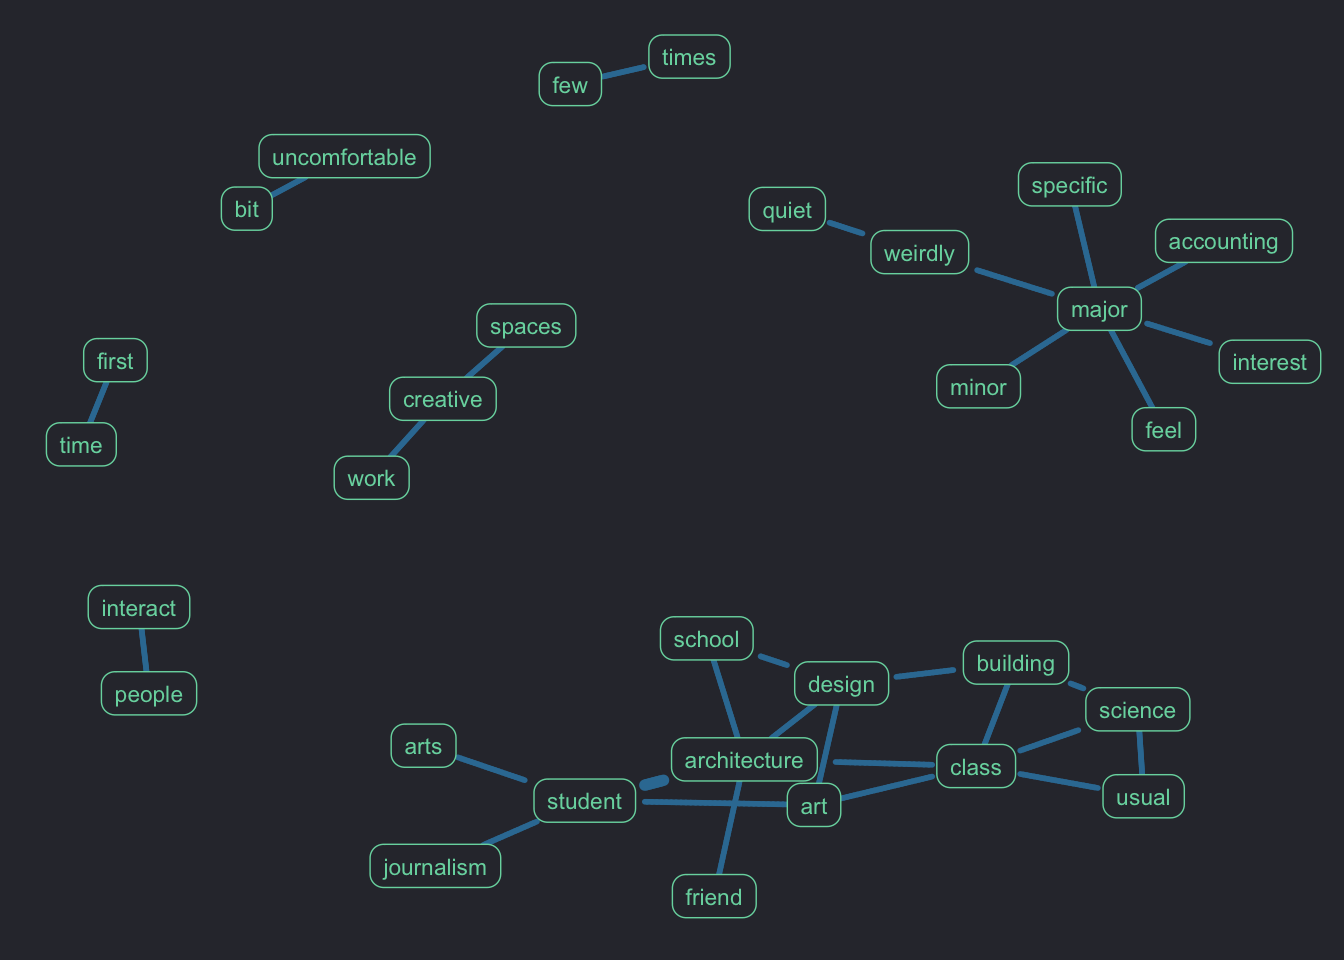 times
few
uncomfortable
bit
specific
quiet
accounting
weirdly
major
spaces
first
interest
minor
creative
feel
time
work
interact
school
building
people
design
science
arts
architecture
class
student
art
usual
journalism
friend